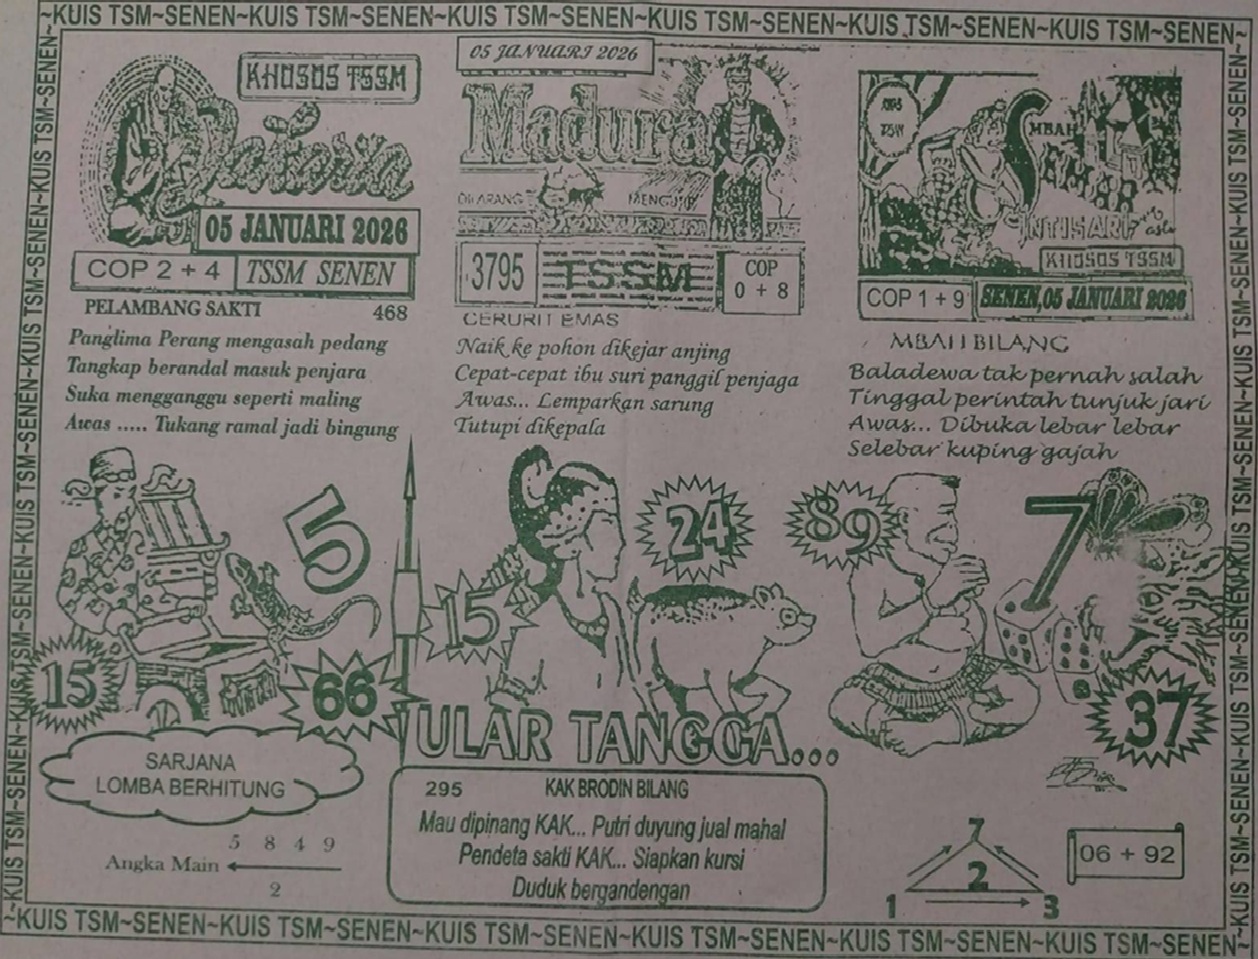 ~KUIS TSM~SENEN~KUIS TSM~SENEN~KUIS TSM~SENEN~KUIS TSM~SENEN~KUIS TSM~SENEN~KUIS TSM~SENEN~
KHUSUS TSSM
05 JANUARI 2026
COP 2 + 4
TSSM SENEN
PELAMBANG SAKTI 468
Panglima Perang mengasah pedang
Tangkap berandal masuk penjara
Suka mengganggu seperti maling
Awas ..... Tukang ramal jadi bingung
05 JANUARI 2026
Madura
DILARANG MENGUTIP
3795
TSSM
COP
0 + 8
CERURIT EMAS
Naik ke pohon dikejar anjing
Cepat-cepat ibu suri panggil penjaga
Awas... Lemparkan sarung
Tutupi dikepala
MBAH
SEMAR
INTISARI
KHUSUS TSSM
COP 1 + 9
SENEN, 05 JANUARI 2026
MBAH BILANG
Baladewa tak pernah salah
Tinggal perintah tunjuk jari
Awas... Dibuka lebar lebar
Selebar kuping gajah
5
15
66
15
24
89
7
37
ULAR TANGGA...
SARJANA
LOMBA BERHITUNG
5 8 4 9
Angka Main
2
295 KAK BRODIN BILANG
Mau dipinang KAK... Putri duyung jual mahal
Pendeta sakti KAK... Siapkan kursi
Duduk bergandengan
7
2
1 3
06 + 92
~KUIS TSM~SENEN~KUIS TSM~SENEN~KUIS TSM~SENEN~KUIS TSM~SENEN~KUIS TSM~SENEN~KUIS TSM~SENEN~